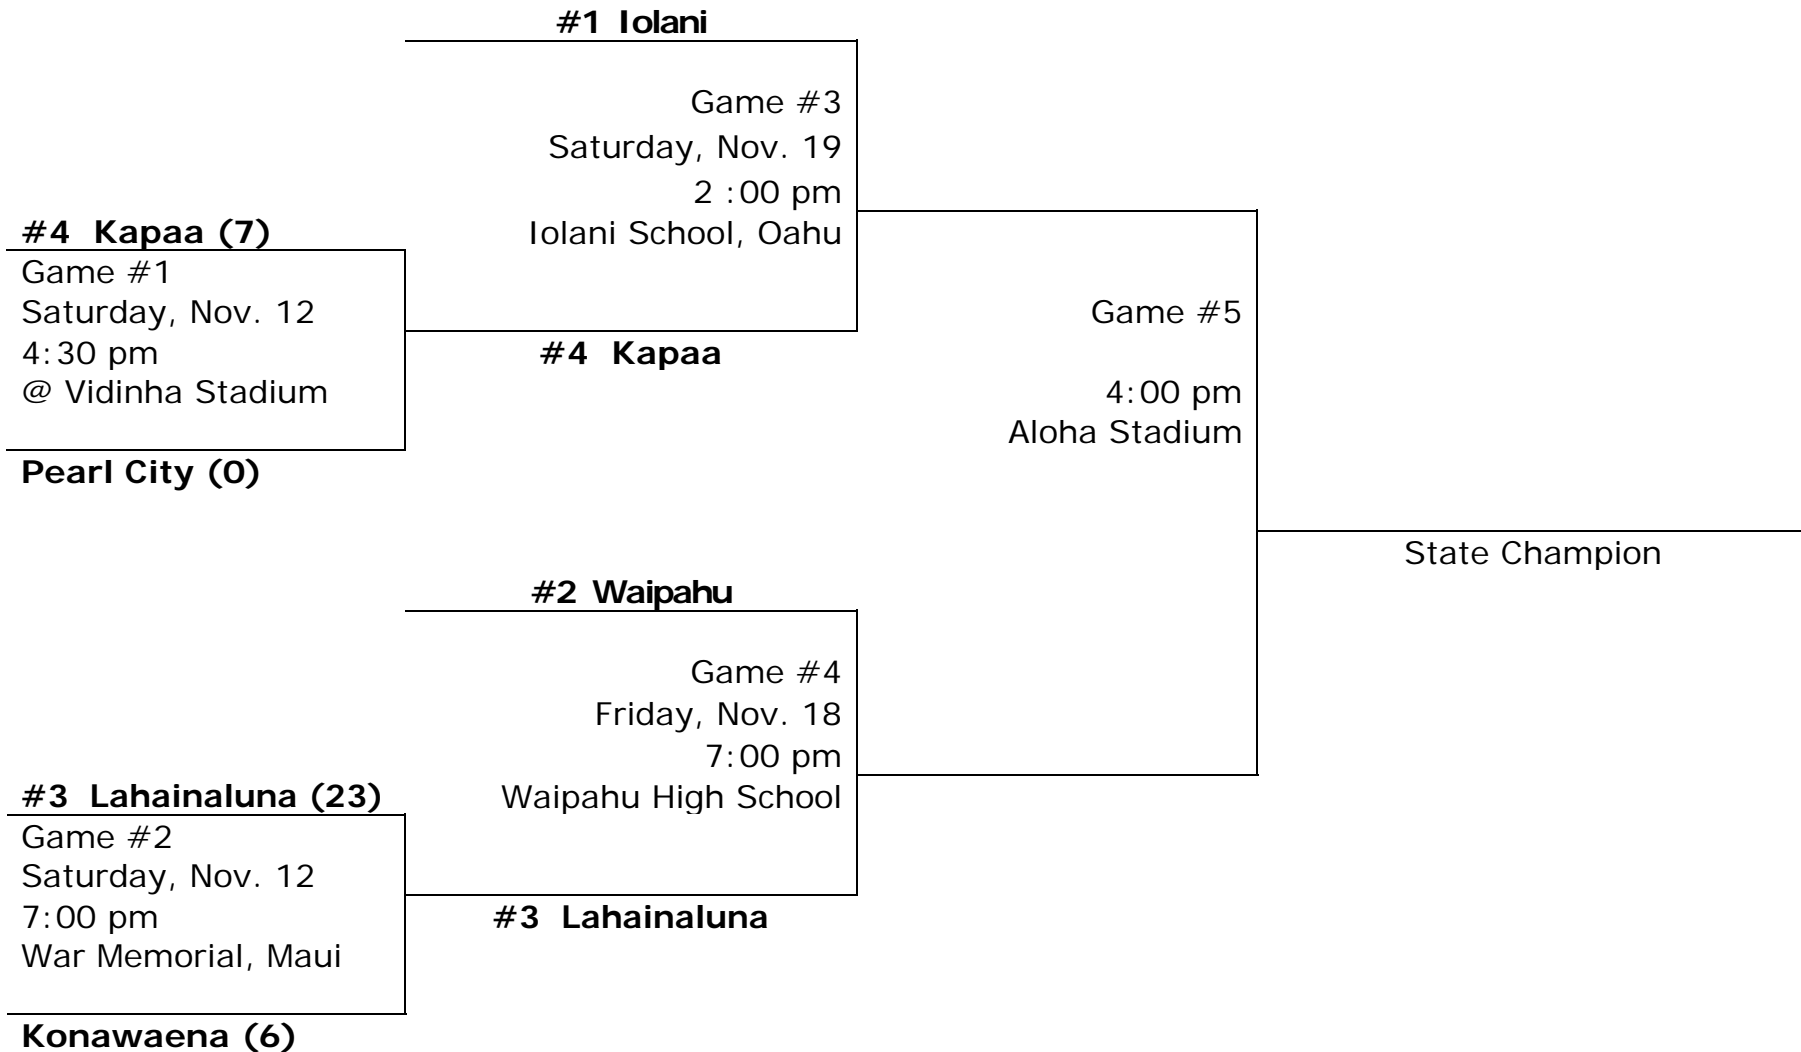 #1 Iolani
Game #3
Saturday, Nov. 19
2 :00 pm
Iolani School, Oahu
#4 Kapaa (7)
Game #1
Saturday, Nov. 12
4:30 pm
@ Vidinha Stadium
Pearl City (0)
#4 Kapaa
Game #5
4:00 pm
Aloha Stadium
State Champion
#2 Waipahu
Game #4
Friday, Nov. 18
7:00 pm
Waipahu High School
#3 Lahainaluna (23)
Game #2
Saturday, Nov. 12
7:00 pm
War Memorial, Maui
Konawaena (6)
#3 Lahainaluna